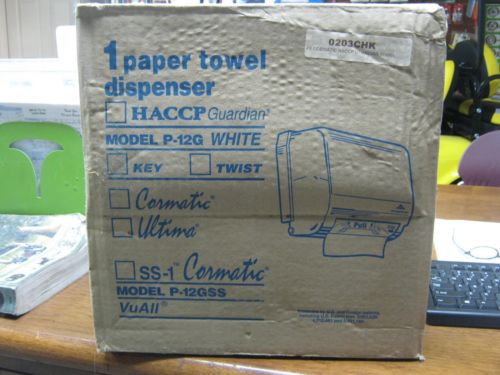 0203CHK
1 paper towel
dispenser
HACCP Guardian
MODEL P-12G WHITE
KEY TWIST
Cormatic®
Ultima®
SS-1™ Cormatic®
MODEL P-12GSS
VuAll®
Pull